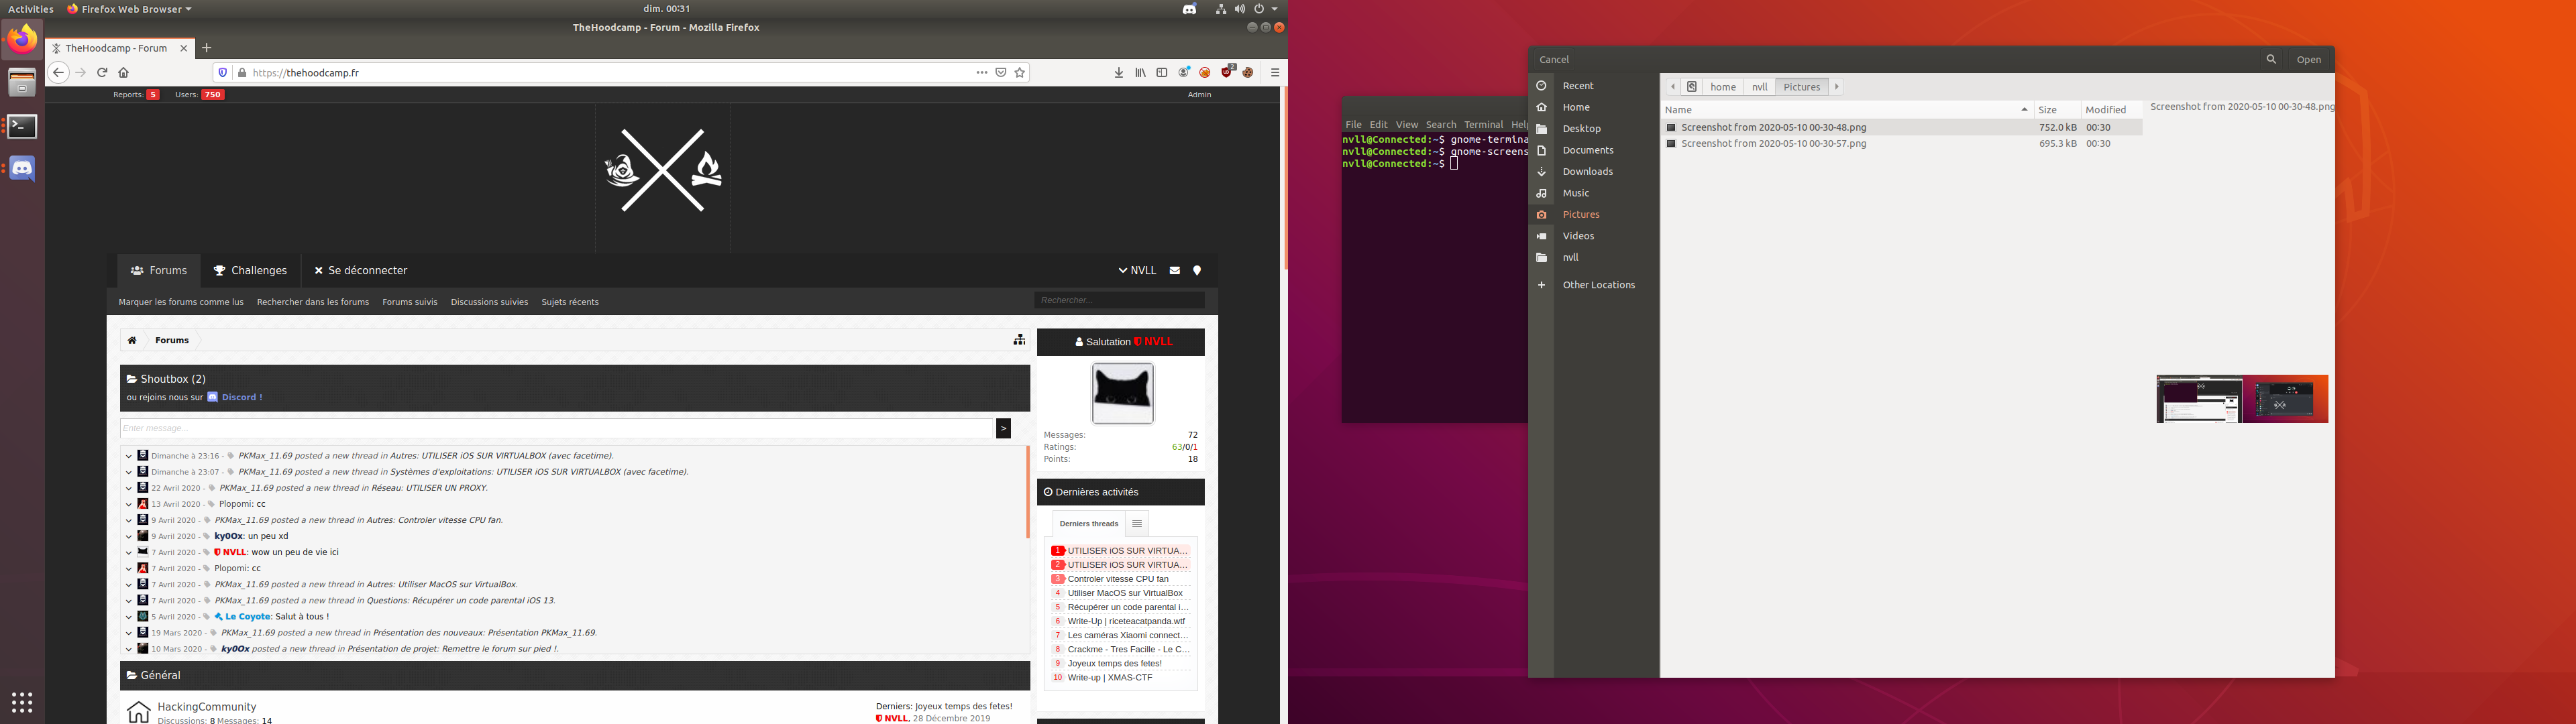 Activities
Firefox Web Browser
dim. 00:31
TheHoodcamp - Forum - Mozilla Firefox
TheHoodcamp - Forum
https://thehoodcamp.fr
2
Reports: 5
Users: 750
Admin
Forums
Challenges
Se déconnecter
NVLL
Marquer les forums comme lus
Rechercher dans les forums
Forums suivis
Discussions suivies
Sujets récents
Rechercher...
Forums
Shoutbox (2)
ou rejoins nous sur Discord !
Enter message...
>
Dimanche à 23:16 - PKMax_11.69 posted a new thread in Autres: UTILISER iOS SUR VIRTUALBOX (avec facetime).
Dimanche à 23:07 - PKMax_11.69 posted a new thread in Systèmes d'exploitations: UTILISER iOS SUR VIRTUALBOX (avec facetime).
22 Avril 2020 - PKMax_11.69 posted a new thread in Réseau: UTILISER UN PROXY.
13 Avril 2020 - Plopomi: cc
9 Avril 2020 - PKMax_11.69 posted a new thread in Autres: Controler vitesse CPU fan.
9 Avril 2020 - ky0Ox: un peu xd
7 Avril 2020 - NVLL: wow un peu de vie ici
7 Avril 2020 - Plopomi: cc
7 Avril 2020 - PKMax_11.69 posted a new thread in Autres: Utiliser MacOS sur VirtualBox.
7 Avril 2020 - PKMax_11.69 posted a new thread in Questions: Récupérer un code parental iOS 13.
5 Avril 2020 - Le Coyote: Salut à tous !
19 Mars 2020 - PKMax_11.69 posted a new thread in Présentation des nouveaux: Présentation PKMax_11.69.
10 Mars 2020 - ky0Ox posted a new thread in Présentation de projet: Remettre le forum sur pied !.
Général
HackingCommunity
Discussions: 8 Messages: 14
Derniers: Joyeux temps des fetes!
NVLL, 28 Décembre 2019
Salutation NVLL
Messages: 72
Ratings: 63/0/1
Points: 18
Dernières activités
Derniers threads
1 UTILISER iOS SUR VIRTUA...
2 UTILISER iOS SUR VIRTUA...
3 Controler vitesse CPU fan
4 Utiliser MacOS sur VirtualBox
5 Récupérer un code parental i...
6 Write-Up | riceteacatpanda.wtf
7 Les caméras Xiaomi connect...
8 Crackme - Tres Facille - Le C...
9 Joyeux temps des fetes!
10 Write-up | XMAS-CTF
File Edit View Search Terminal Help
nvll@Connected:~$ gnome-termina
nvll@Connected:~$ gnome-screens
nvll@Connected:~$
Cancel
Open
Recent
Home
Desktop
Documents
Downloads
Music
Pictures
Videos
nvll
Other Locations
home
nvll
Pictures
Name
Size
Modified
Screenshot from 2020-05-10 00-30-48.png 752.0 kB 00:30
Screenshot from 2020-05-10 00-30-57.png 695.3 kB 00:30
Screenshot from 2020-05-10 00-30-48.png